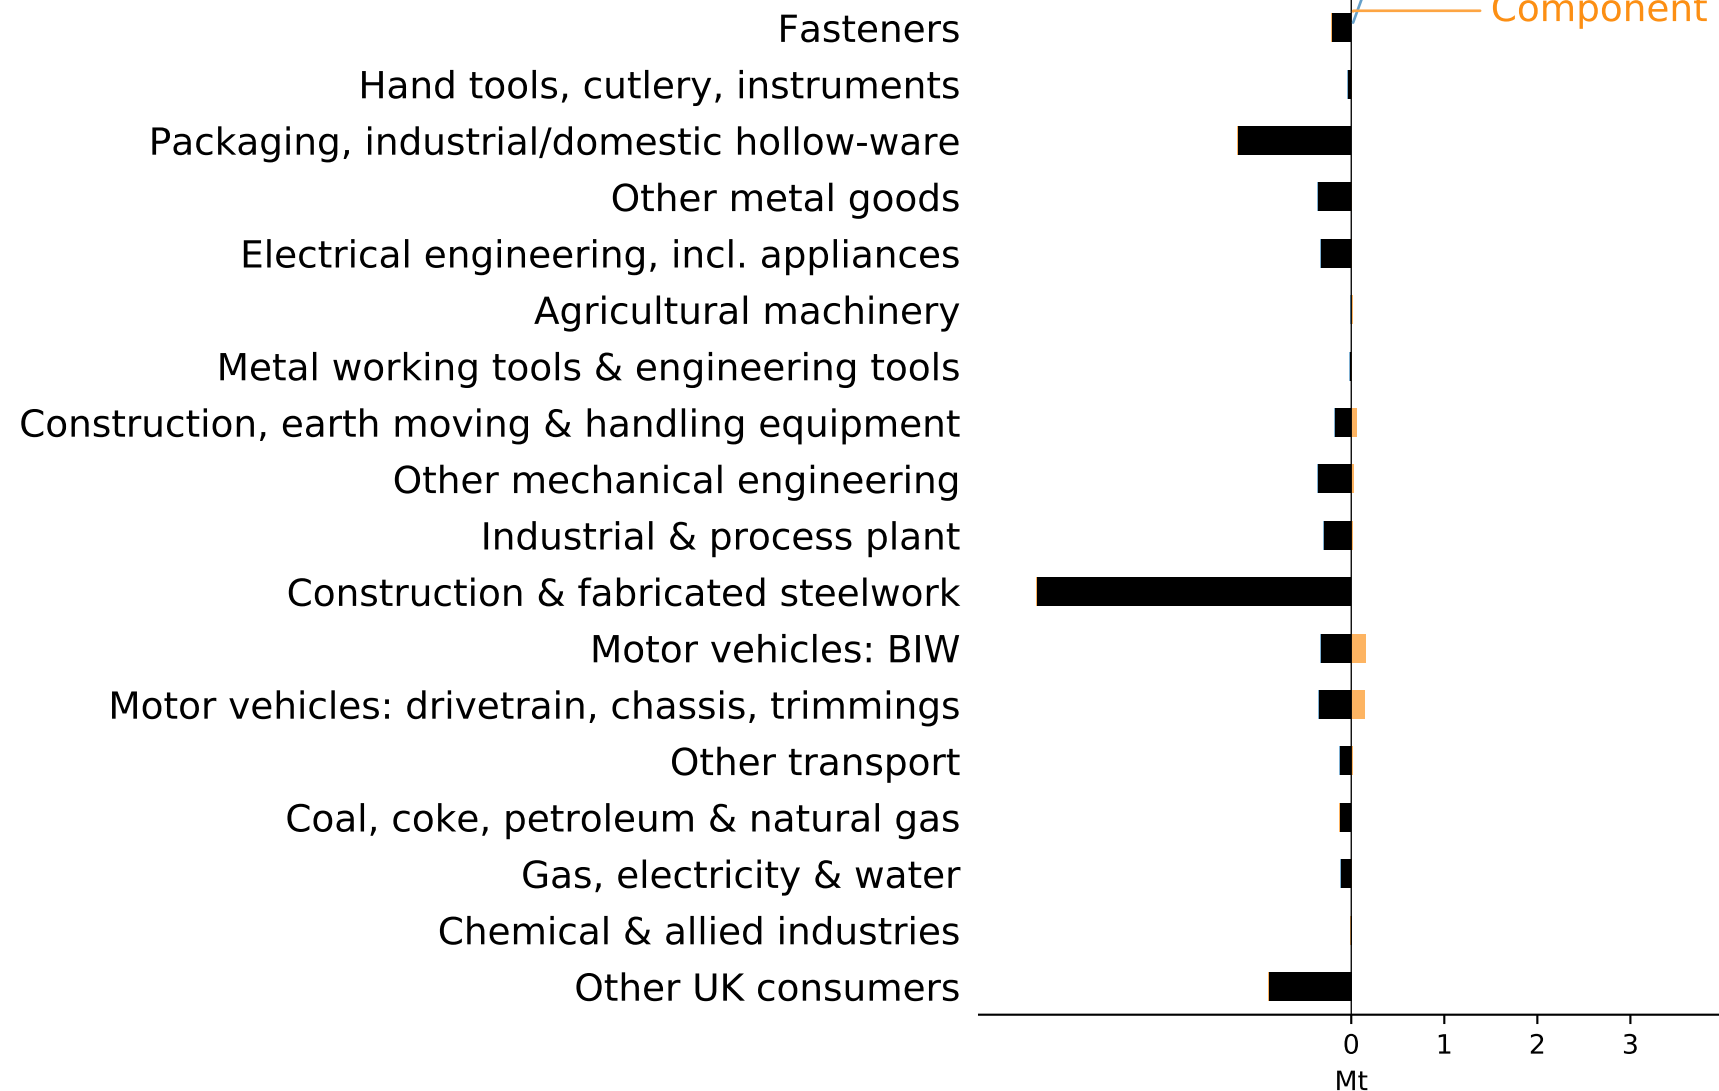 Component
Fasteners
Hand tools, cutlery, instruments
Packaging, industrial/domestic hollow-ware
Other metal goods
Electrical engineering, incl. appliances
Agricultural machinery
Metal working tools & engineering tools
Construction, earth moving & handling equipment
Other mechanical engineering
Industrial & process plant
Construction & fabricated steelwork
Motor vehicles: BIW
Motor vehicles: drivetrain, chassis, trimmings
Other transport
Coal, coke, petroleum & natural gas
Gas, electricity & water
Chemical & allied industries
Other UK consumers
0 1 2 3
Mt